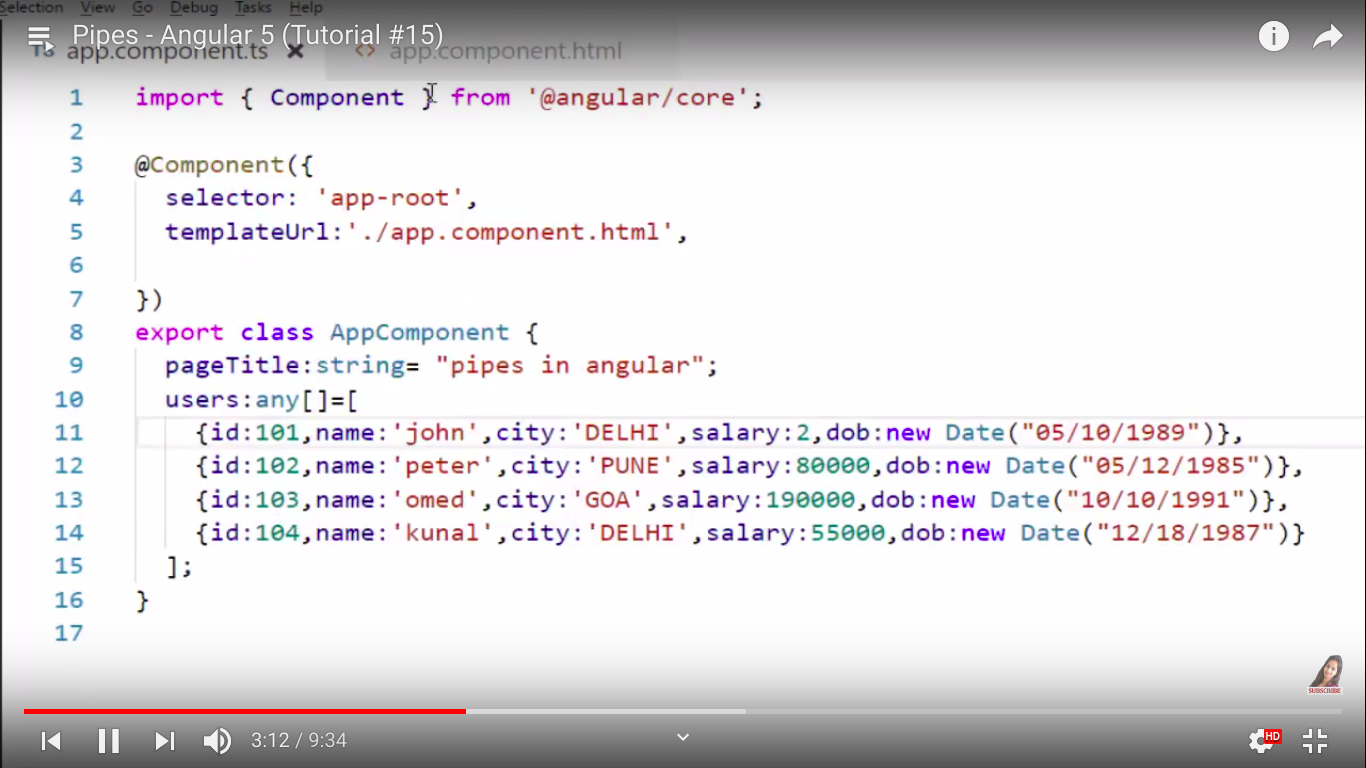 Selection View Go Debug Tasks Help
Pipes - Angular 5 (Tutorial #15)
TS app.component.ts × <> app.component.html
1 import { Component } from '@angular/core';
2
3 @Component({
4 selector: 'app-root',
5 templateUrl:'./app.component.html',
6
7 })
8 export class AppComponent {
9 pageTitle:string= "pipes in angular";
10 users:any[]=[
11 {id:101,name:'john',city:'DELHI',salary:2,dob:new Date("05/10/1989")},
12 {id:102,name:'peter',city:'PUNE',salary:80000,dob:new Date("05/12/1985")},
13 {id:103,name:'omed',city:'GOA',salary:190000,dob:new Date("10/10/1991")},
14 {id:104,name:'kunal',city:'DELHI',salary:55000,dob:new Date("12/18/1987")}
15 ];
16 }
17
SUBSCRIBE
3:12 / 9:34
HD